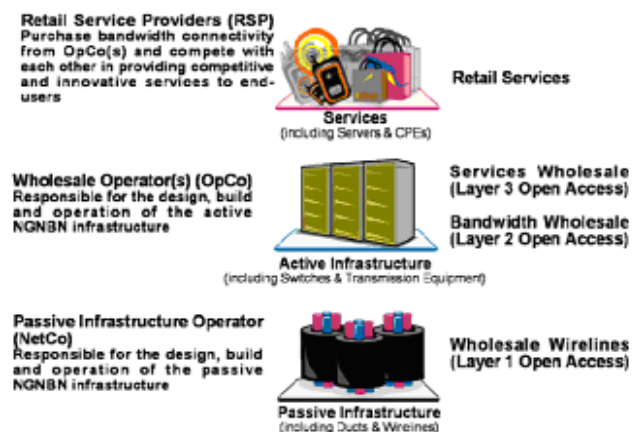 Retail Service Providers (RSP)
Purchase bandwidth connectivity
from OpCo(s) and compete with
each other in providing competitive
and innovative services to end-
users
Retail Services
Services
(including Servers & CPEs)
Wholesale Operator(s) (OpCo)
Responsible for the design, build
and operation of the active
NGNBN infrastructure
Services Wholesale
(Layer 3 Open Access)
Bandwidth Wholesale
(Layer 2 Open Access)
Active Infrastructure
(including Switches & Transmission Equipment)
Passive Infrastructure Operator
(NetCo)
Responsible for the design, build
and operation of the passive
NGNBN infrastructure
Wholesale Wirelines
(Layer 1 Open Access)
Passive Infrastructure
(including Ducts & Wirelines)